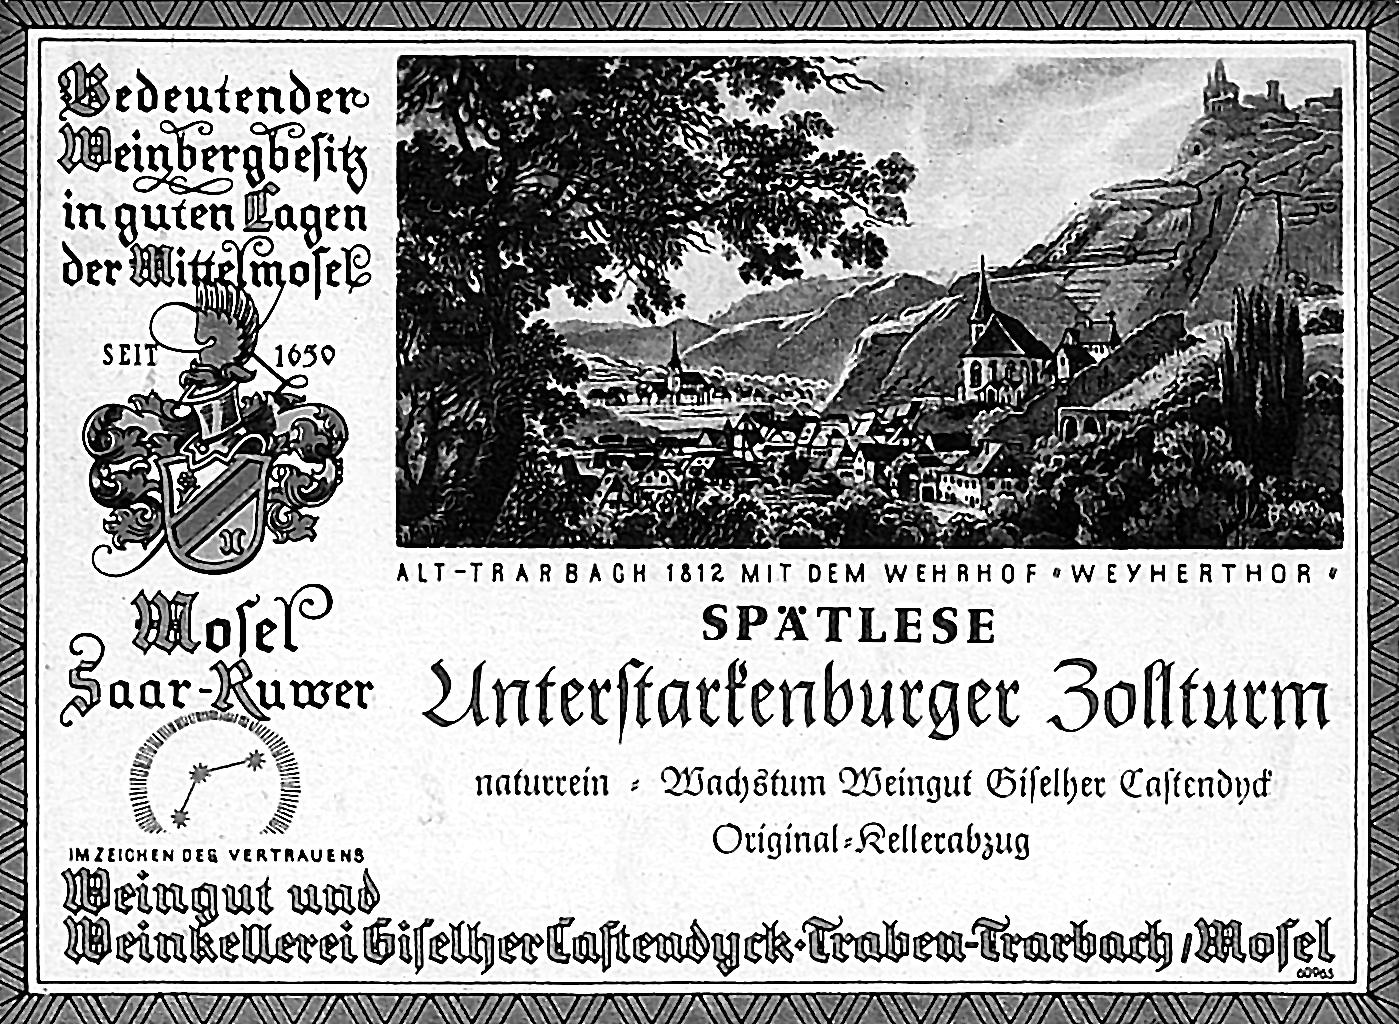 Bedeutender
Weinbergbesitz
in guten Lagen
der Mittelmosel
SEIT 1650
Mosel
Saar-Ruwer
IM ZEICHEN DES VERTRAUENS
ALT-TRARBACH 1812 MIT DEM WEHRHOF "WEYHERTHOR"
SPÄTLESE
Unterstarkenburger Zollturm
naturrein - Wachstum Weingut Giselher Castendyck
Original-Kellerabzug
Weingut und
Weinkellerei Giselher Castendyck·Traben-Trarbach/Mosel